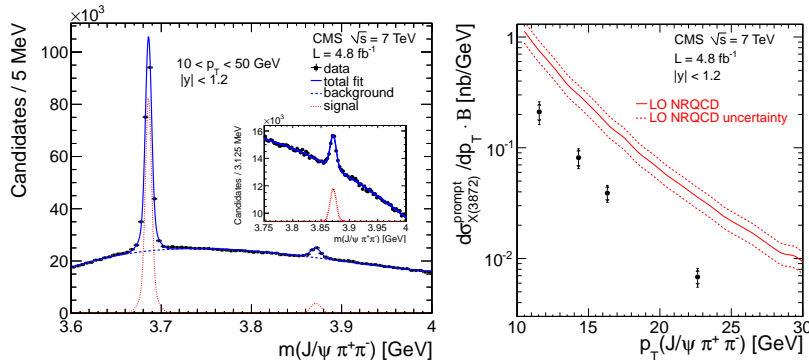 ×10³
CMS √s = 7 TeV
L = 4.8 fb⁻¹
10 < p_T < 50 GeV
|y| < 1.2
data
total fit
background
signal
Candidates / 5 MeV
100
80
60
40
20
0
3.6 3.7 3.8 3.9 4
m(J/ψ π⁺π⁻) [GeV]
×10³
Candidates / 3.125 MeV
16
14
12
10
3.75 3.8 3.85 3.9 3.95 4
m(J/ψ π⁺π⁻) [GeV]
CMS √s = 7 TeV
L = 4.8 fb⁻¹
|y| < 1.2
LO NRQCD
LO NRQCD uncertainty
dσ^prompt_X(3872)/dp_T · B [nb/GeV]
1
10⁻¹
10⁻²
10 15 20 25 30
p_T(J/ψ π⁺ π⁻) [GeV]